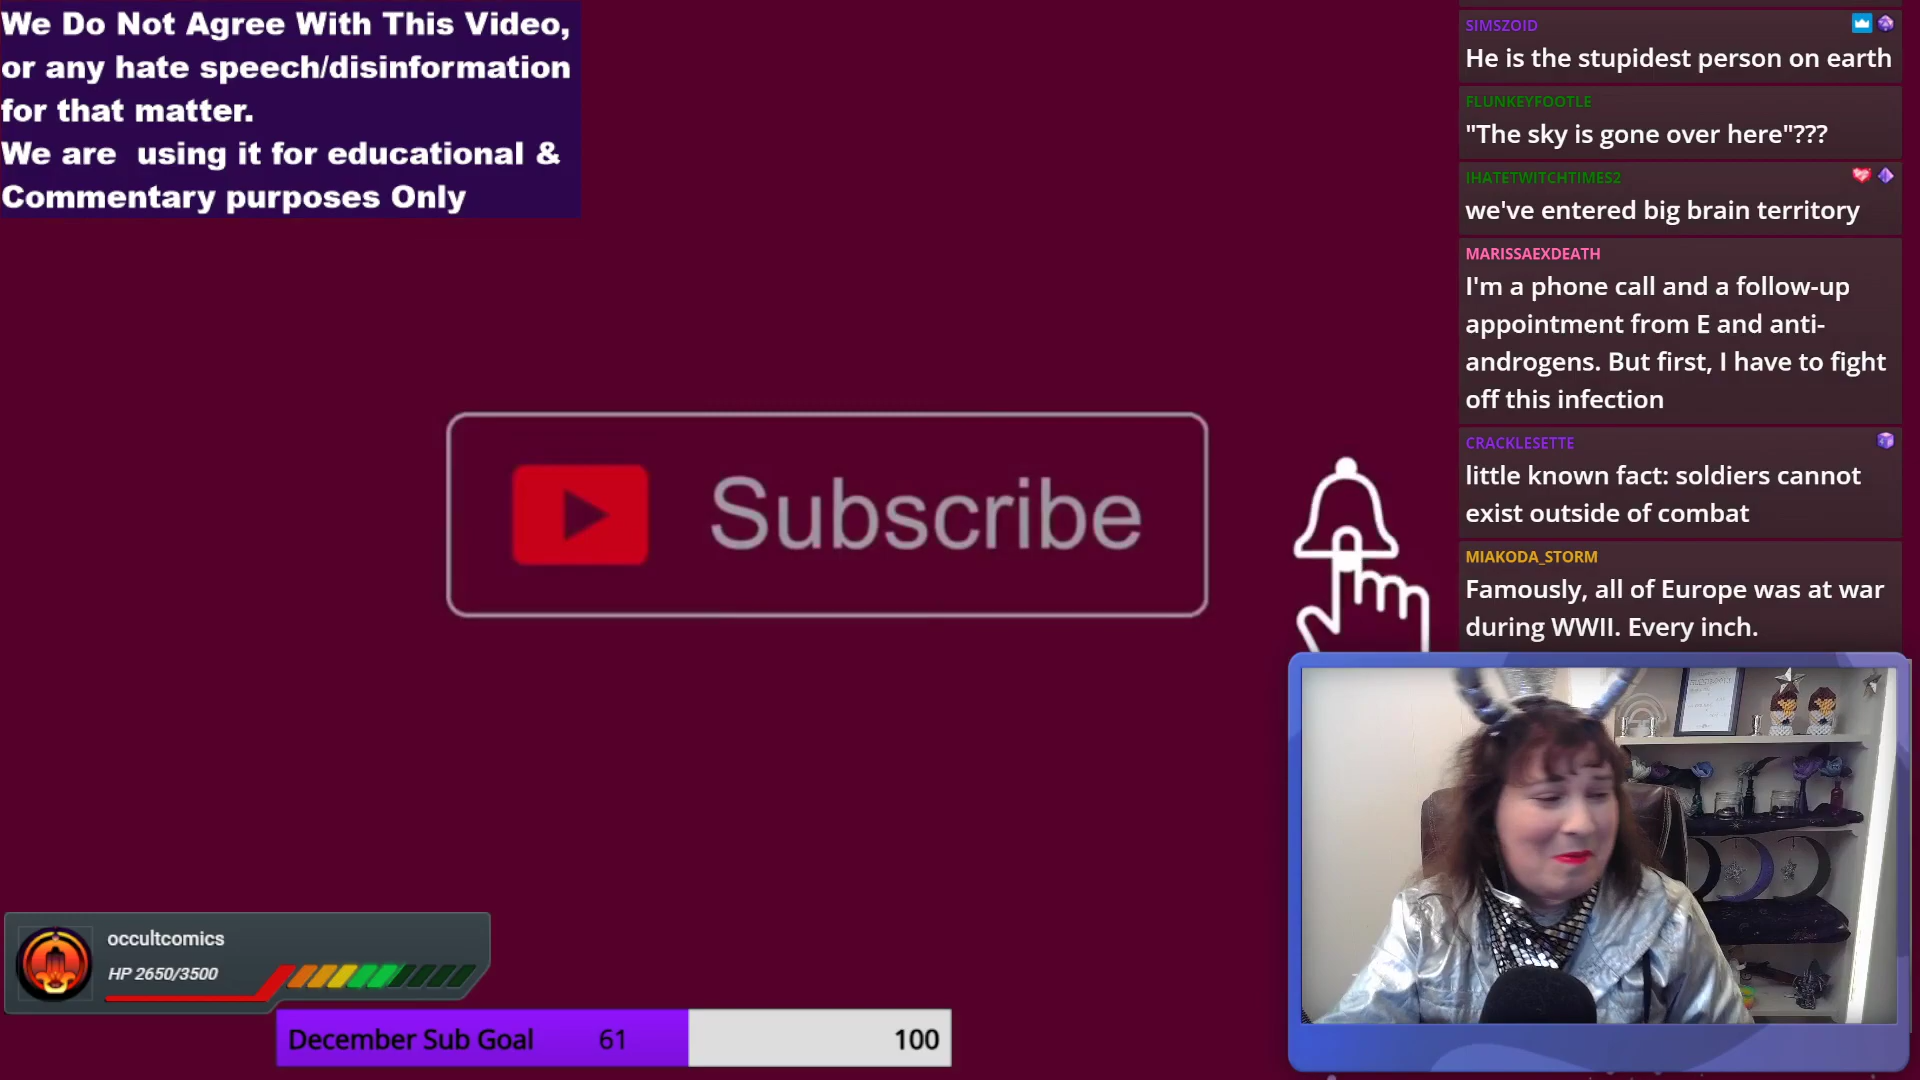 We Do Not Agree With This Video,
or any hate speech/disinformation
for that matter.
We are  using it for educational &
Commentary purposes Only
Subscribe
SIMSZOID
He is the stupidest person on earth
FLUNKEYFOOTLE
"The sky is gone over here"???
IHATETWITCHTIMES2
we've entered big brain territory
MARISSAEXDEATH
I'm a phone call and a follow-up
appointment from E and anti-
androgens. But first, I have to fight
off this infection
CRACKLESETTE
little known fact: soldiers cannot
exist outside of combat
MIAKODA_STORM
Famously, all of Europe was at war
during WWII. Every inch.
occultcomics
HP 2650/3500
December Sub Goal 61 100